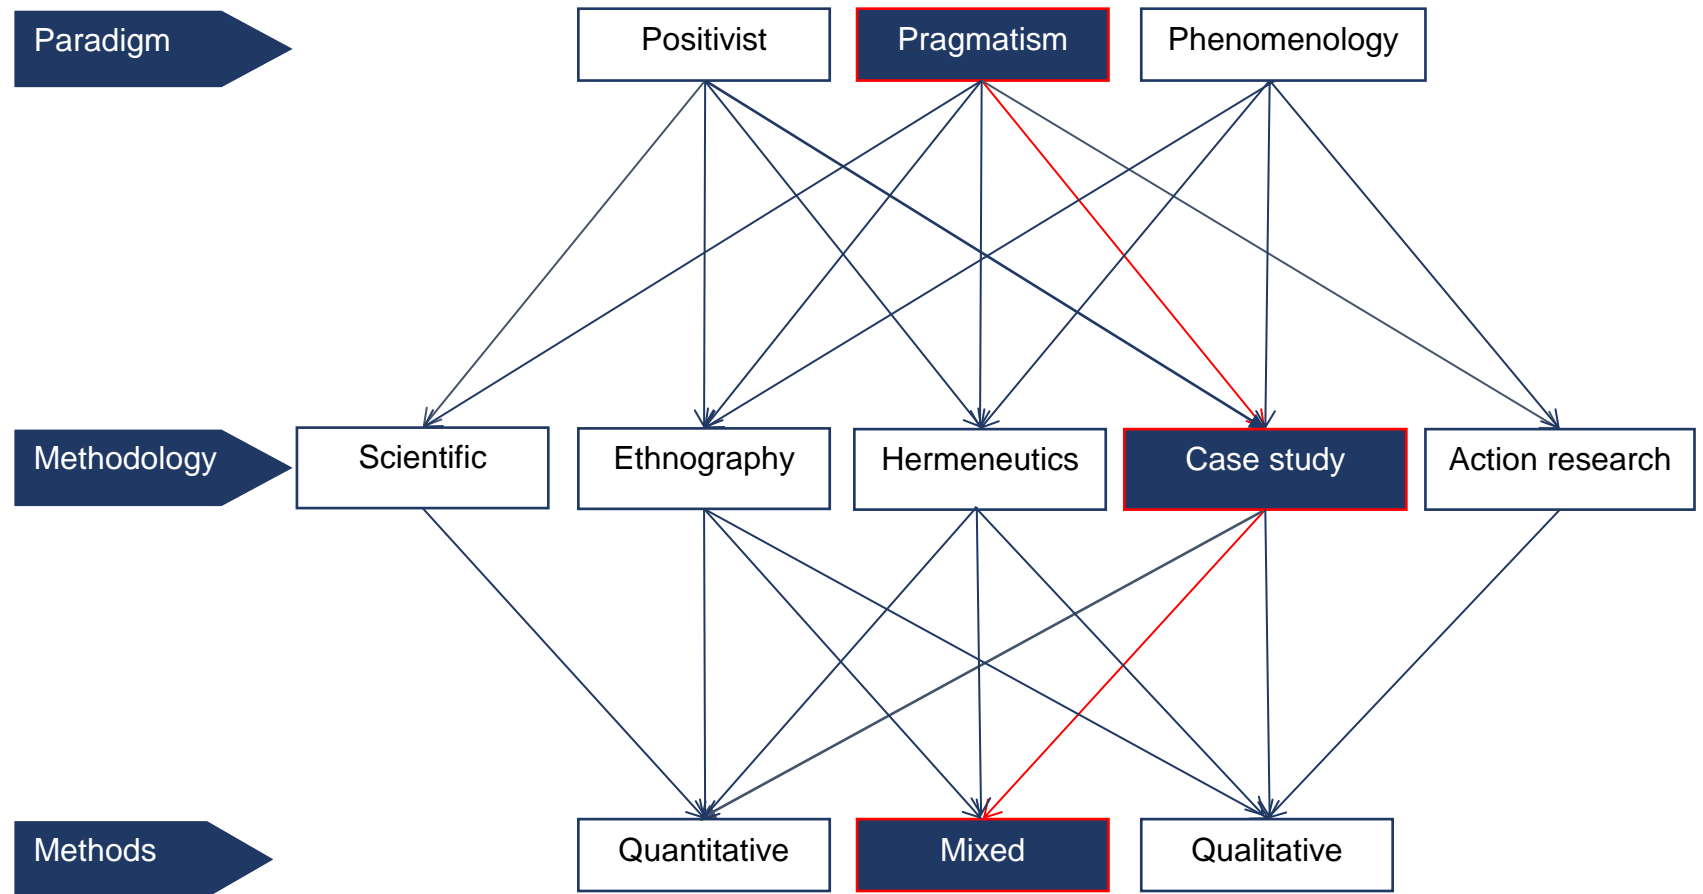 Paradigm
Positivist
Pragmatism
Phenomenology
Methodology
Scientific
Ethnography
Hermeneutics
Case study
Action research
Methods
Quantitative
Mixed
Qualitative